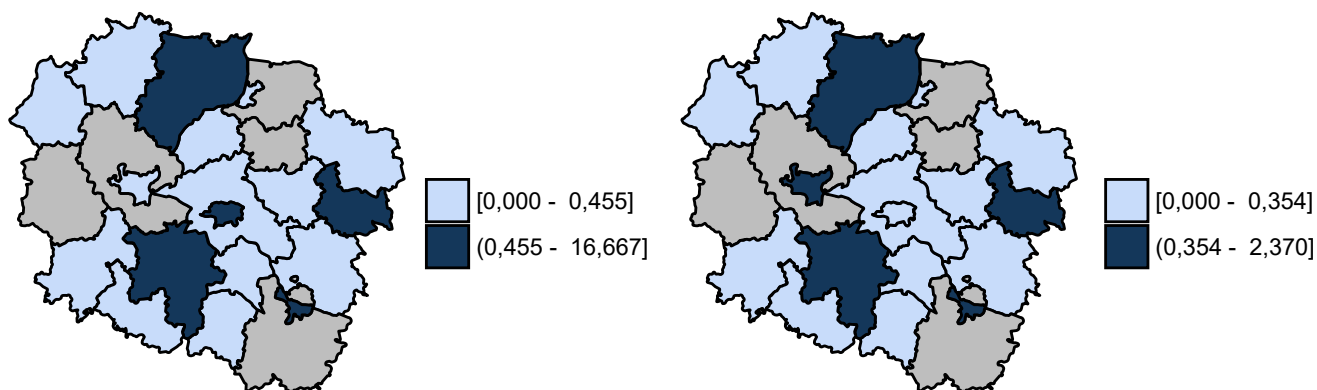 [0,000 - 0,455]
(0,455 - 16,667]
[0,000 - 0,354]
(0,354 - 2,370]